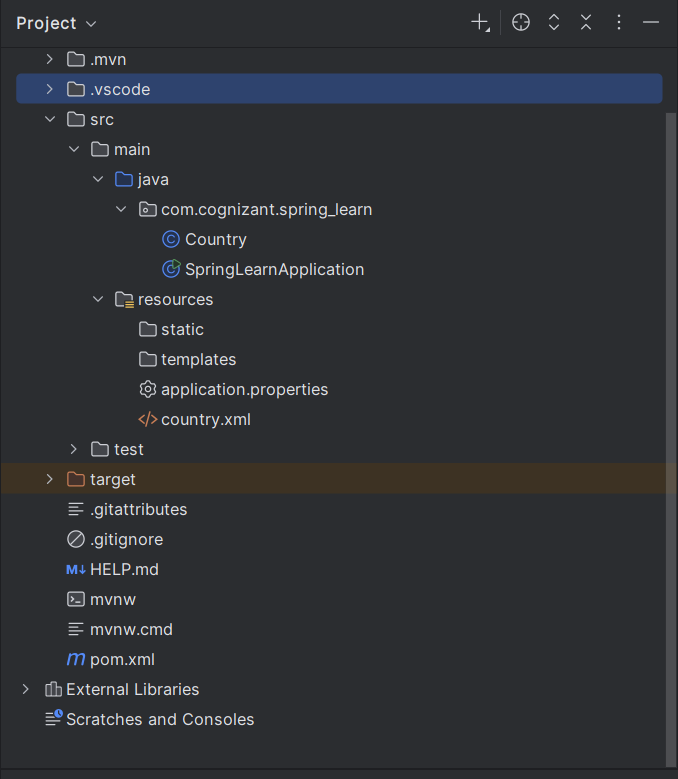 Project
.mvn
.vscode
src
main
java
com.cognizant.spring_learn
Country
SpringLearnApplication
resources
static
templates
application.properties
country.xml
test
target
.gitattributes
.gitignore
HELP.md
mvnw
mvnw.cmd
pom.xml
External Libraries
Scratches and Consoles